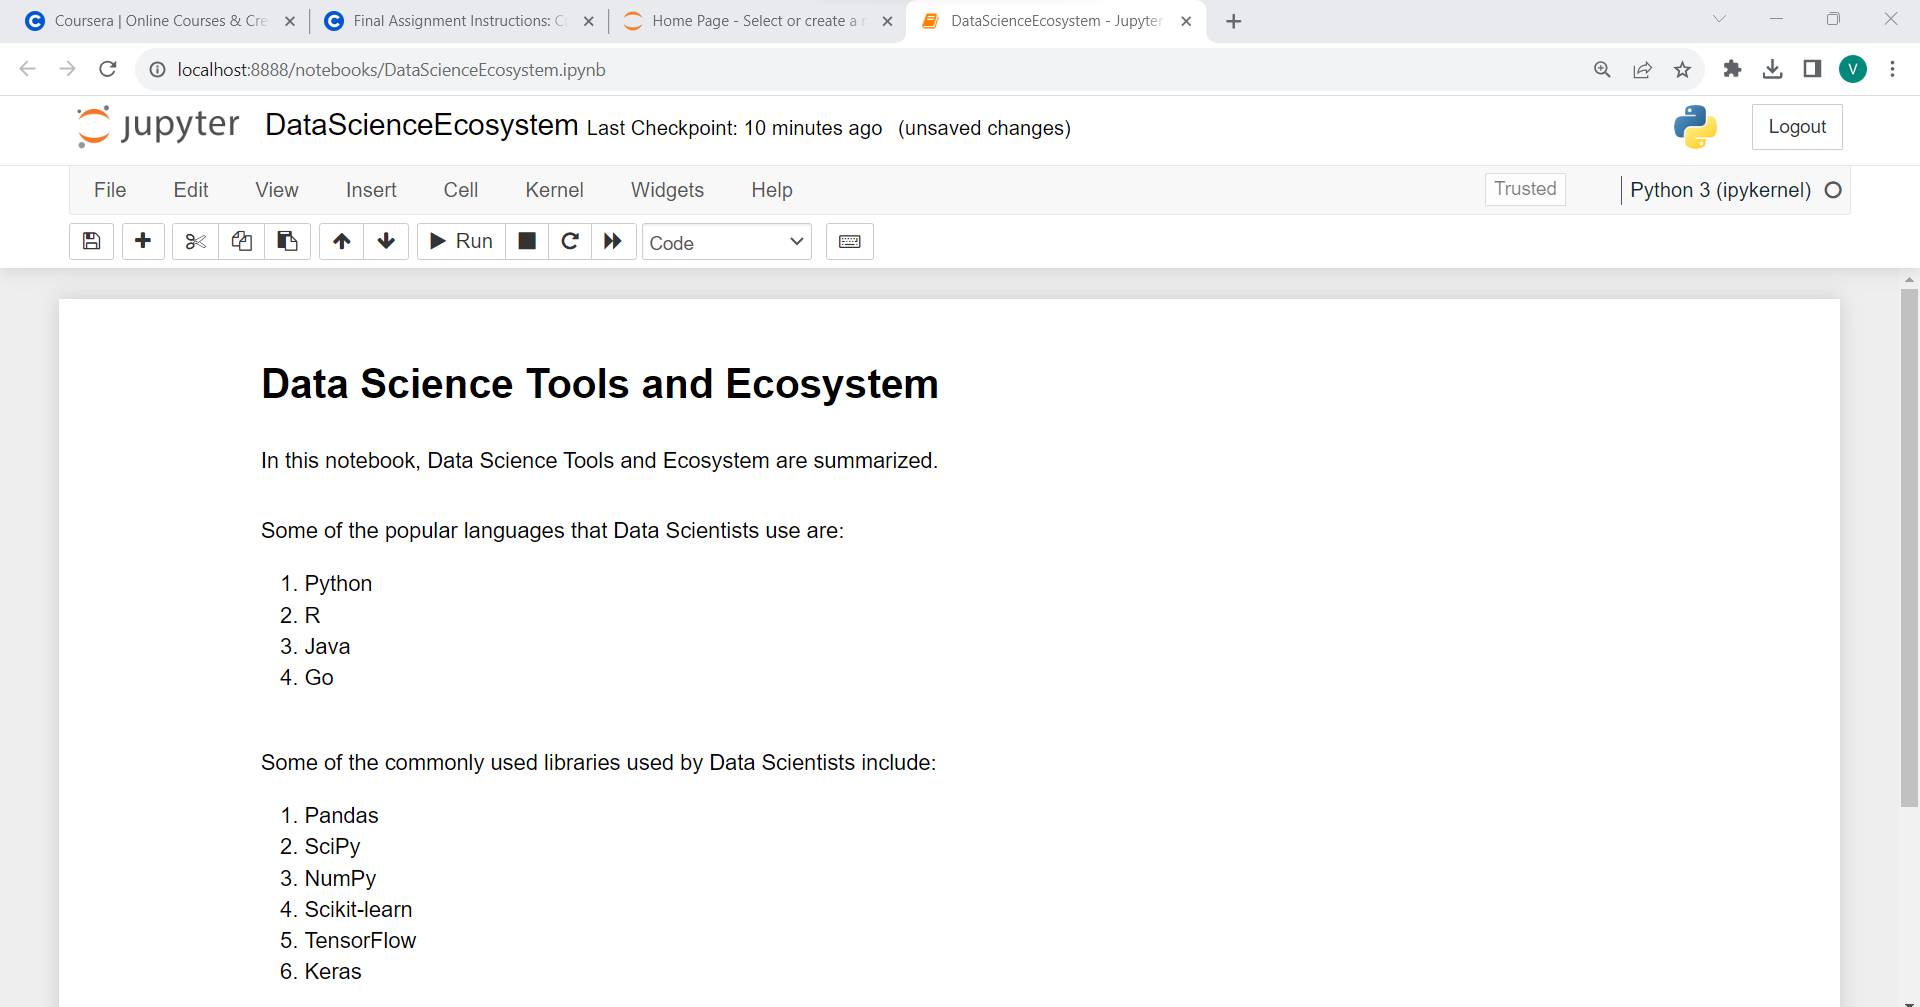 Coursera | Online Courses & Cre
Final Assignment Instructions: C
Home Page - Select or create a
DataScienceEcosystem - Jupyter
localhost:8888/notebooks/DataScienceEcosystem.ipynb
V
jupyter DataScienceEcosystem Last Checkpoint: 10 minutes ago (unsaved changes)
Logout
File Edit View Insert Cell Kernel Widgets Help
Trusted
Python 3 (ipykernel)
Run
Code
Data Science Tools and Ecosystem
In this notebook, Data Science Tools and Ecosystem are summarized.
Some of the popular languages that Data Scientists use are:
1. Python
2. R
3. Java
4. Go
Some of the commonly used libraries used by Data Scientists include:
1. Pandas
2. SciPy
3. NumPy
4. Scikit-learn
5. TensorFlow
6. Keras